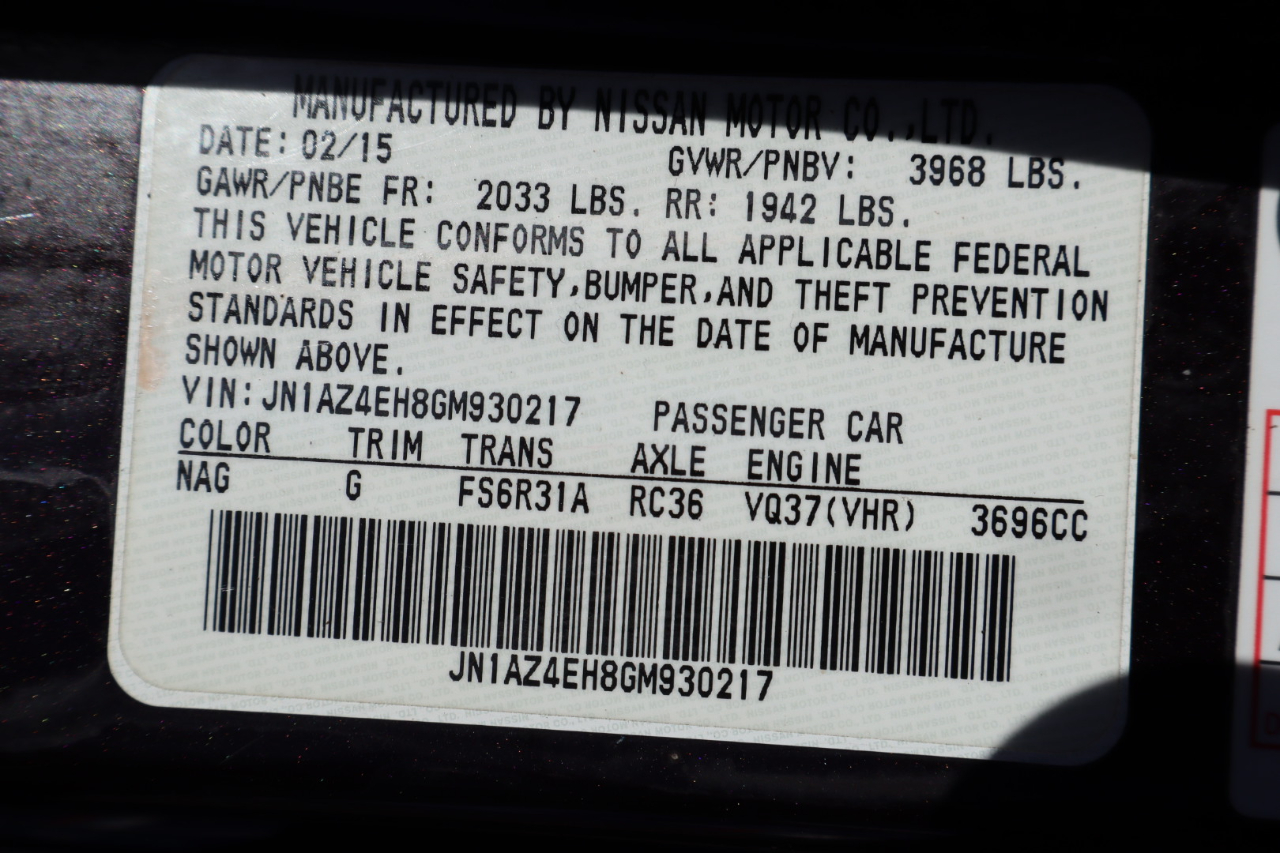 MANUFACTURED BY NISSAN MOTOR CO.,LTD.
DATE: 02/15 GVWR/PNBV: 3968 LBS.
GAWR/PNBE FR: 2033 LBS. RR: 1942 LBS.
THIS VEHICLE CONFORMS TO ALL APPLICABLE FEDERAL
MOTOR VEHICLE SAFETY,BUMPER,AND THEFT PREVENTION
STANDARDS IN EFFECT ON THE DATE OF MANUFACTURE
SHOWN ABOVE.
VIN:JN1AZ4EH8GM930217 PASSENGER CAR
COLOR TRIM TRANS AXLE ENGINE
NAG G FS6R31A RC36 VQ37(VHR) 3696CC
JN1AZ4EH8GM930217